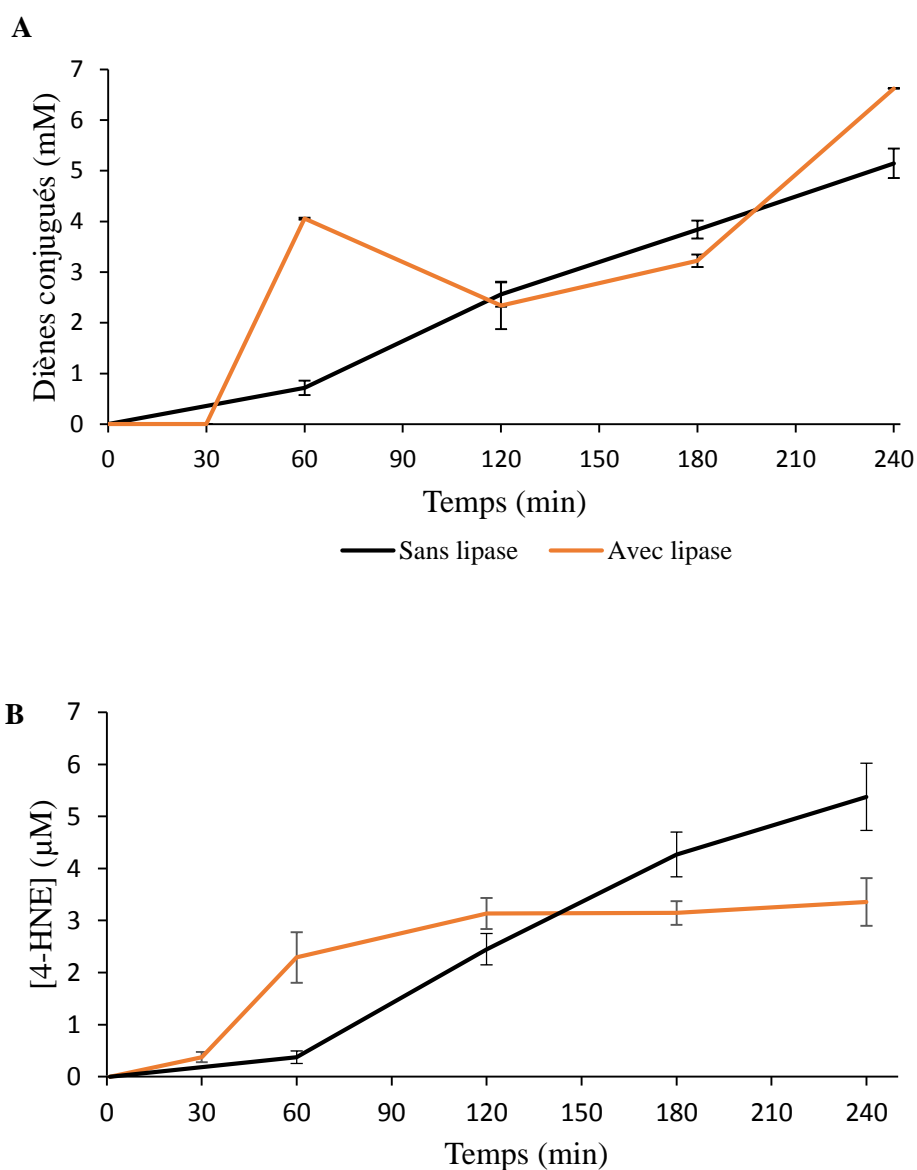 A
7
6
5
4
3
2
1
0
Diènes conjugués (mM)
0 30 60 90 120 150 180 210 240
Temps (min)
Sans lipase Avec lipase
B
7
6
5
4
3
2
1
0
[4-HNE] (µM)
0 30 60 90 120 150 180 210 240
Temps (min)